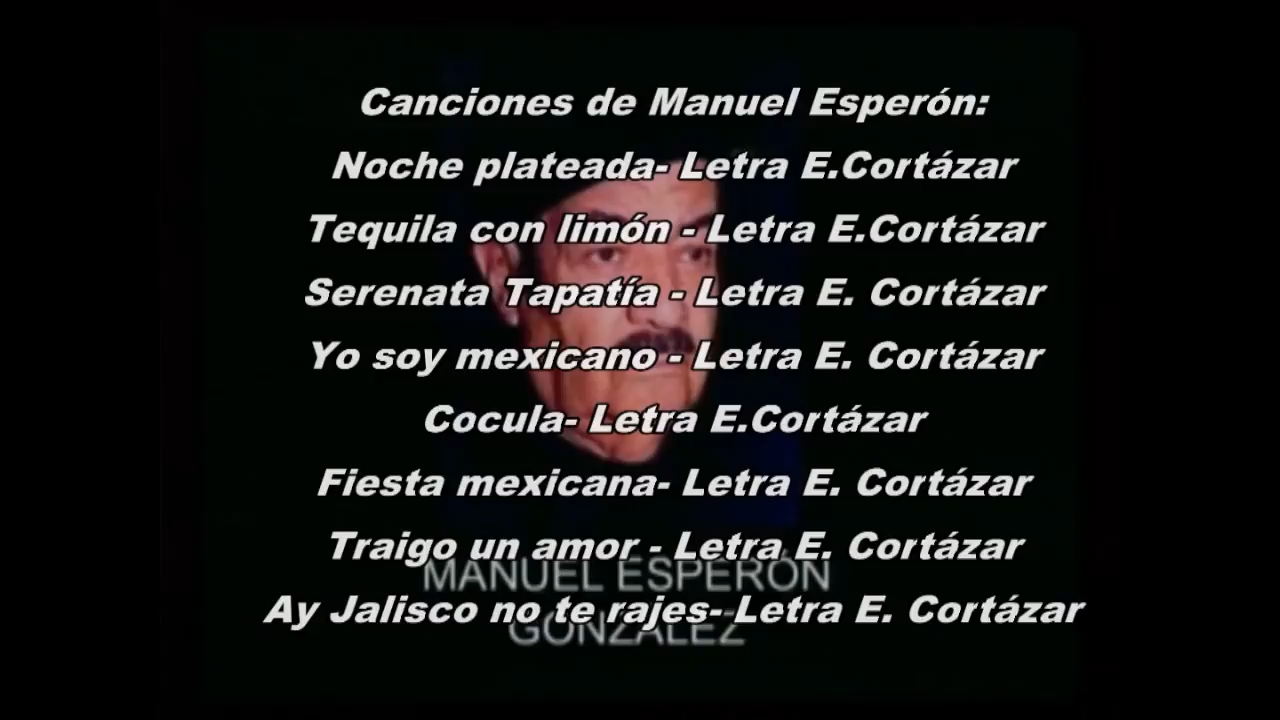 Canciones de Manuel Esperón:
Noche plateada- Letra E.Cortázar
Tequila con limón - Letra E.Cortázar
Serenata Tapatía - Letra E. Cortázar
Yo soy mexicano - Letra E. Cortázar
Cocula- Letra E.Cortázar
Fiesta mexicana- Letra E. Cortázar
Traigo un amor - Letra E. Cortázar
MANUEL ESPERÓN
Ay Jalisco no te rajes- Letra E. Cortázar
GONZÁLEZ